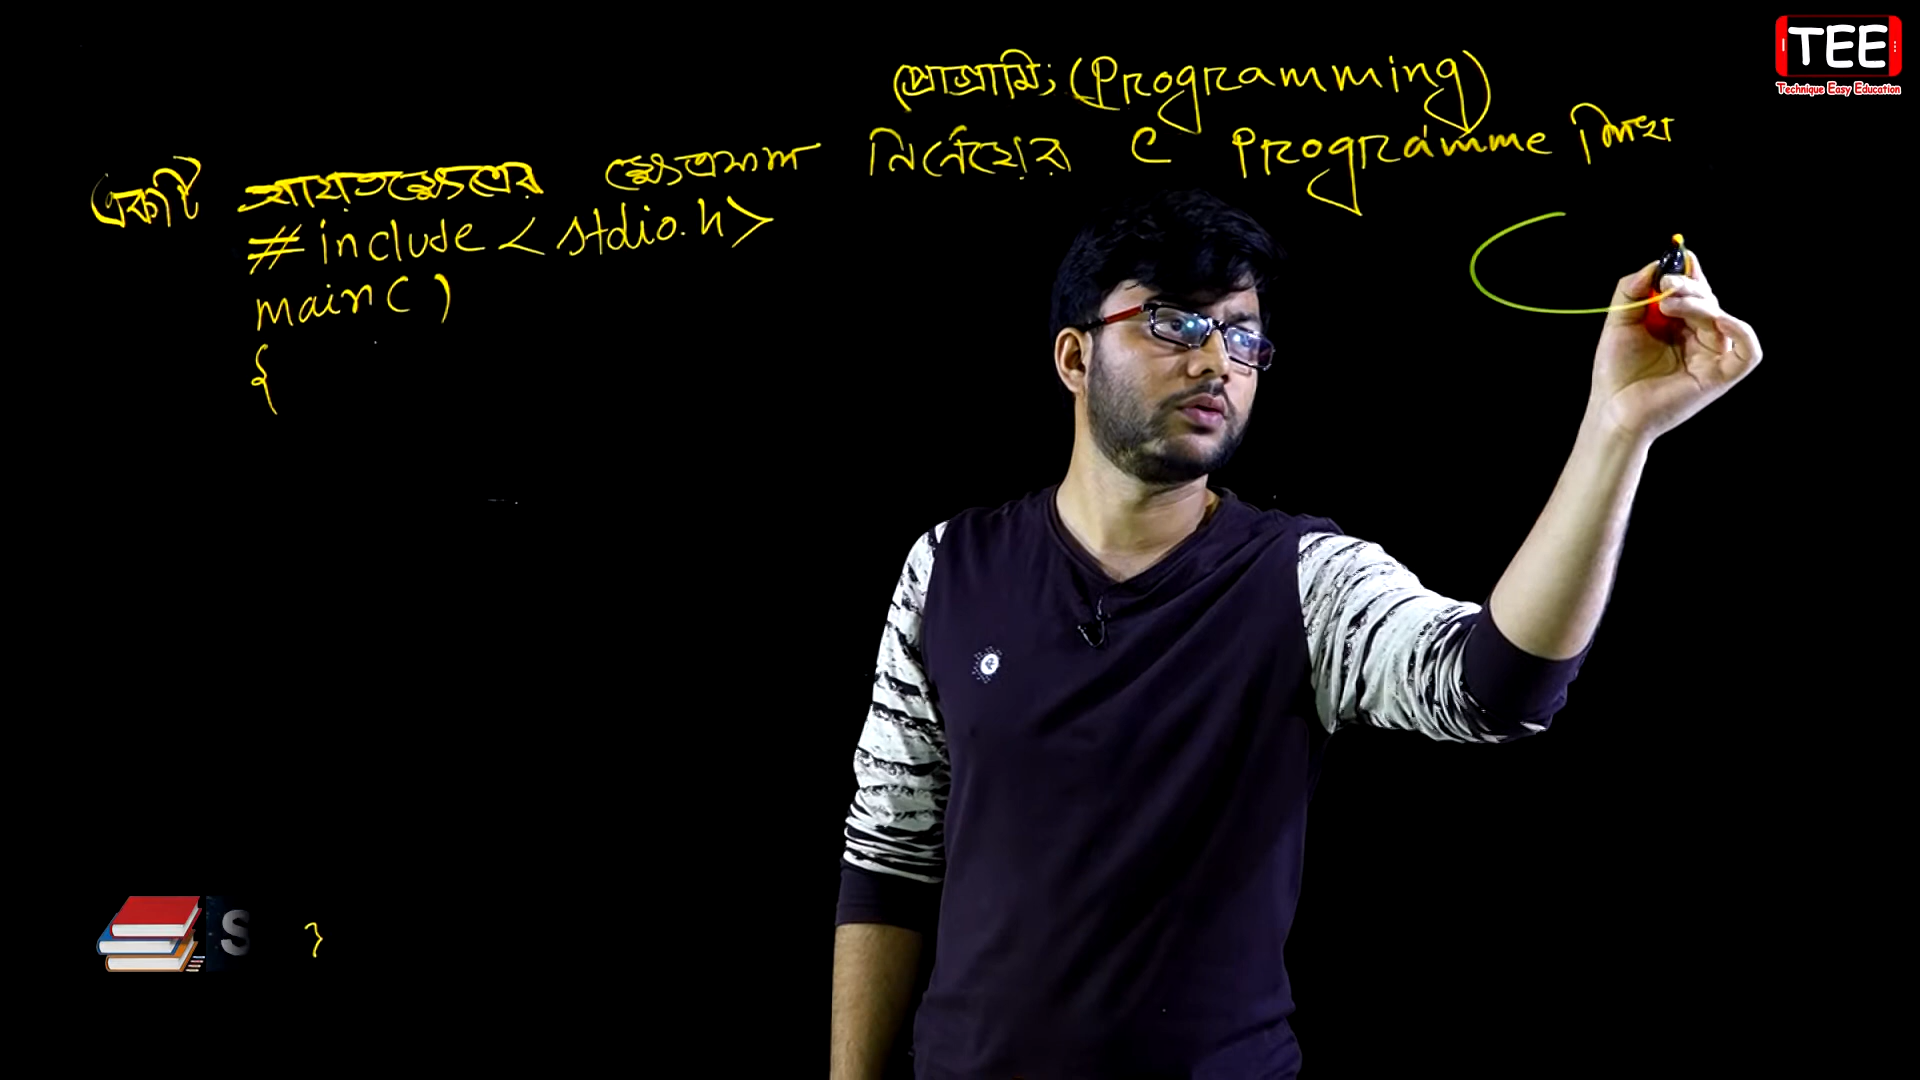 প্রোগ্রামিং (Programming)
একটি আয়তক্ষেত্রের ক্ষেত্রফল নির্ণয়ের C Programme লিখ
#include<stdio.h>
main()
{
}
TEE
Technique Easy Education
S